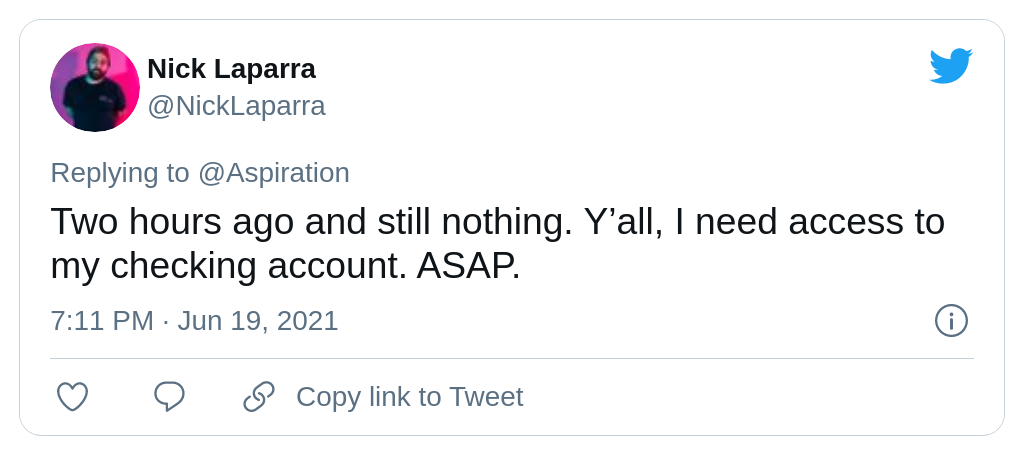 Nick Laparra
@NickLaparra
Replying to @Aspiration
Two hours ago and still nothing. Y’all, I need access to
my checking account. ASAP.
7:11 PM · Jun 19, 2021
Copy link to Tweet